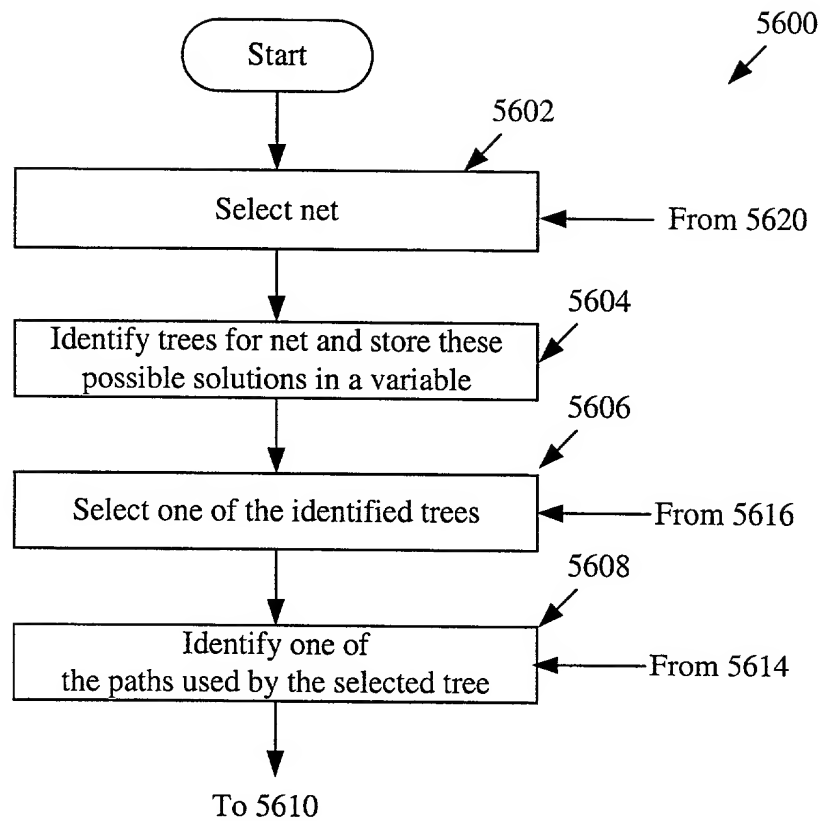 5600
Start
5602
Select net
From 5620
5604
Identify trees for net and store these
possible solutions in a variable
5606
Select one of the identified trees
From 5616
5608
Identify one of
the paths used by the selected tree
From 5614
To 5610